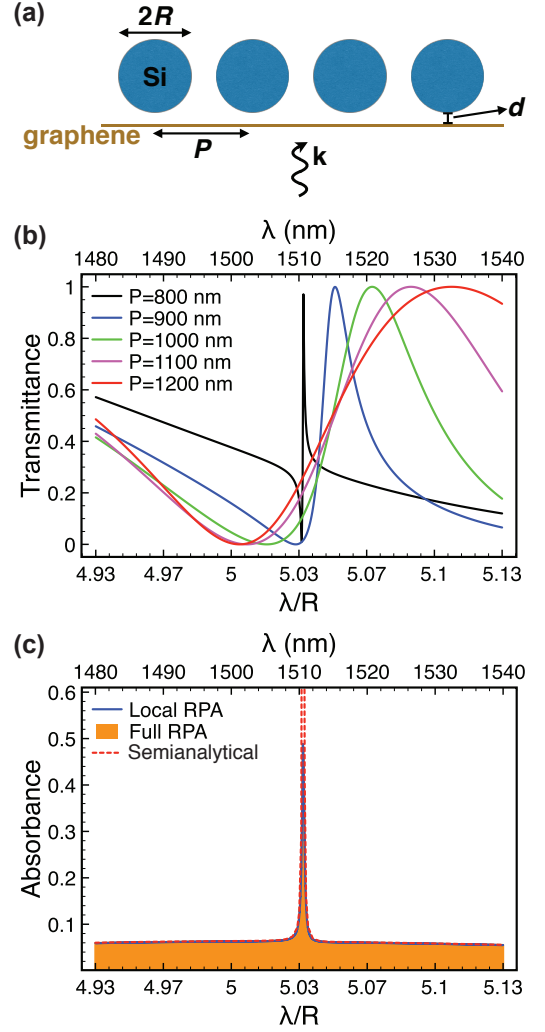 (a)
2R
Si
graphene
P
d
k
(b)
λ (nm)
1480 1490 1500 1510 1520 1530 1540
1
0.8
0.6
0.4
0.2
0
Transmittance
P=800 nm
P=900 nm
P=1000 nm
P=1100 nm
P=1200 nm
4.93 4.97 5 5.03 5.07 5.1 5.13
λ/R
(c)
λ (nm)
1480 1490 1500 1510 1520 1530 1540
0.6
0.5
0.4
0.3
0.2
0.1
Absorbance
Local RPA
Full RPA
Semianalytical
4.93 4.97 5 5.03 5.07 5.1 5.13
λ/R